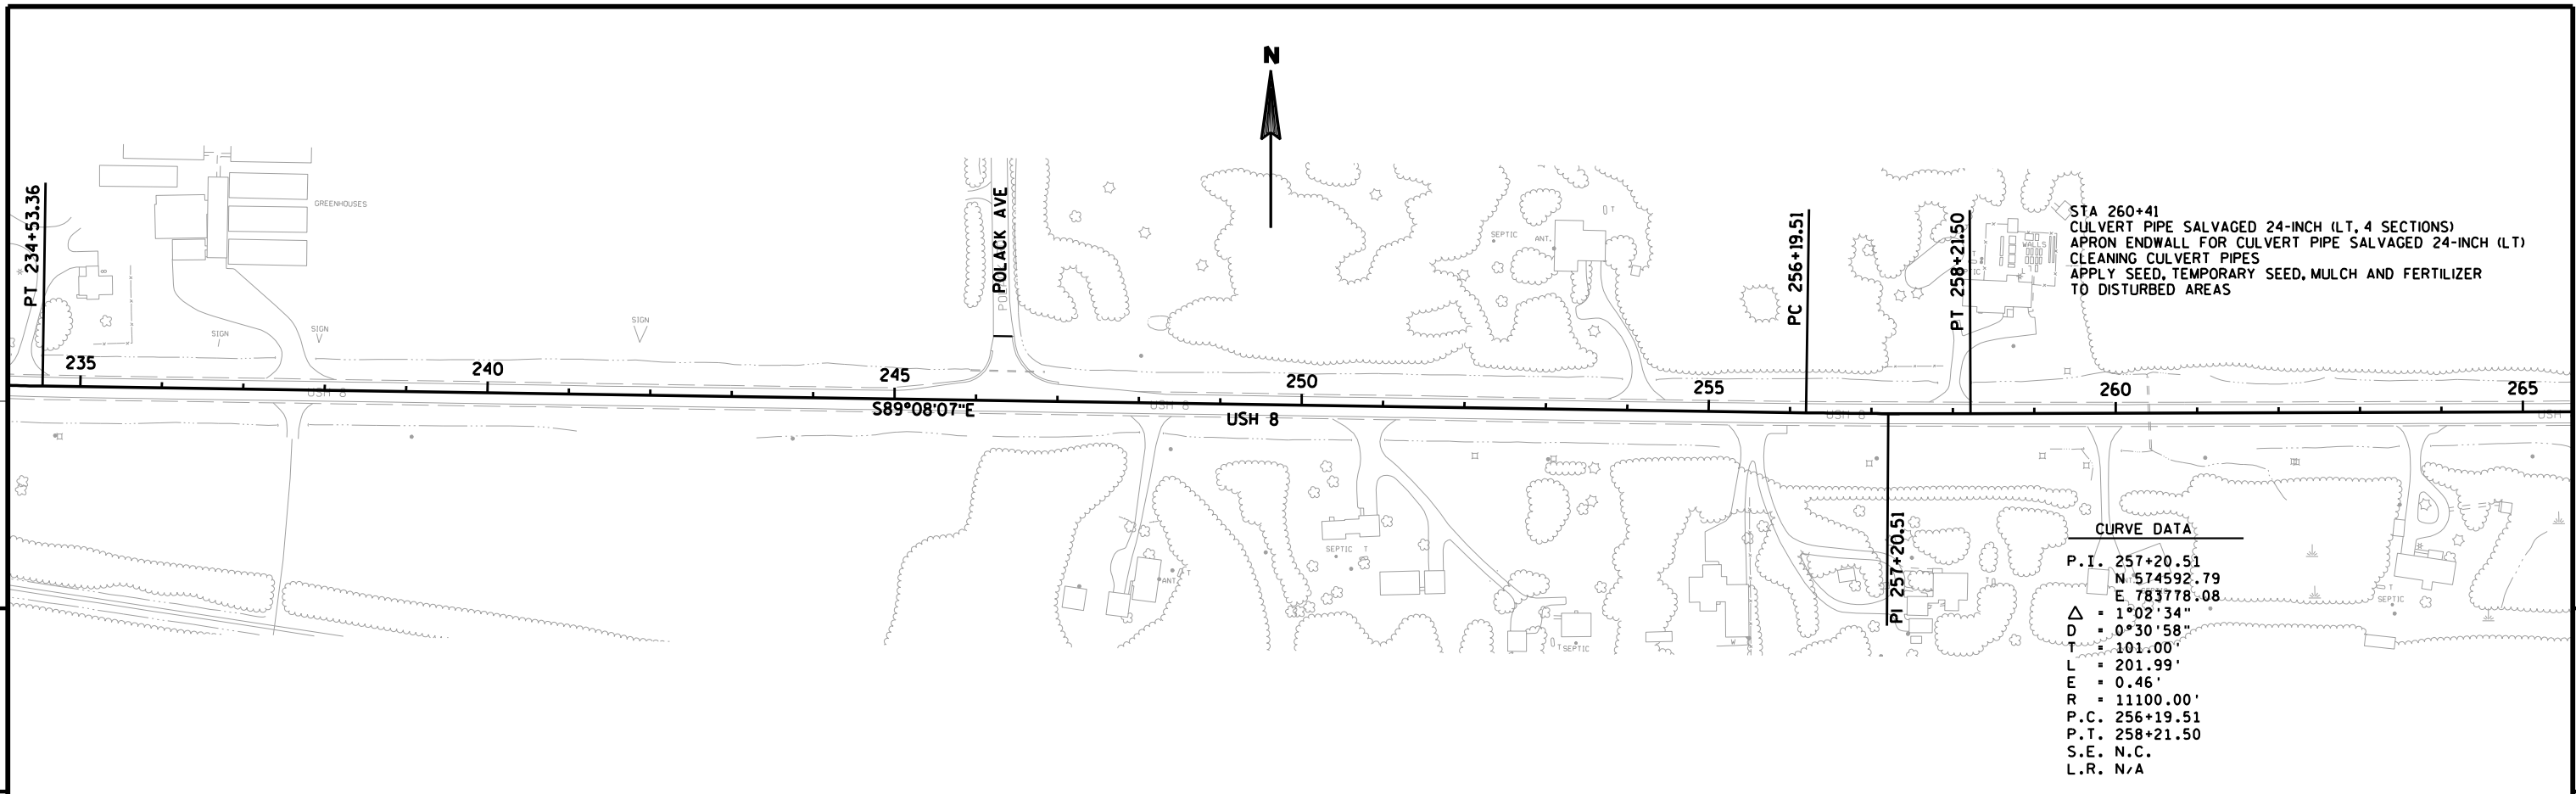 N
PT 234+53.36
GREENHOUSES
SIGN
SIGN
SIGN
POLACK AVE
SEPTIC
ANT.
T
PC 256+19.51
PT 258+21.50
WALLS
STA 260+41
CULVERT PIPE SALVAGED 24-INCH (LT, 4 SECTIONS)
APRON ENDWALL FOR CULVERT PIPE SALVAGED 24-INCH (LT)
CLEANING CULVERT PIPES
APPLY SEED, TEMPORARY SEED, MULCH AND FERTILIZER
TO DISTURBED AREAS
235
240
245
250
255
260
265
USH 8
USH 8
USH 8
USH
S89°08'07"E
USH 8
ANT
T
SEPTIC T
T SEPTIC
W
PI 257+20.51
T
SEPTIC
CURVE DATA
P.I. 257+20.51
N 574592.79
E 783778.08
△ = 1°02'34"
D = 0°30'58"
T = 101.00'
L = 201.99'
E = 0.46'
R = 11100.00'
P.C. 256+19.51
P.T. 258+21.50
S.E. N.C.
L.R. N/A